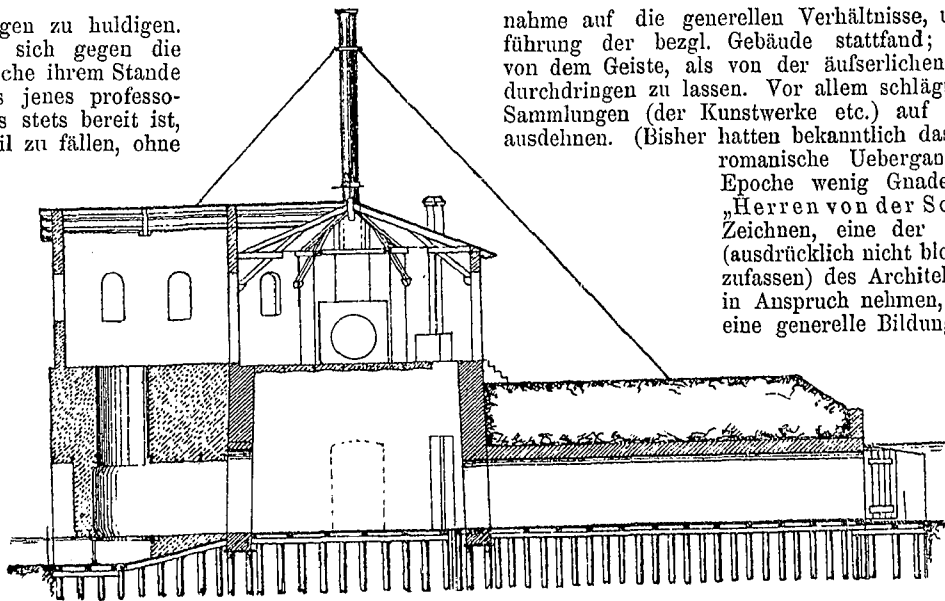 gen zu huldigen.
sich gegen die
che ihrem Stande
s jenes professo-
s stets bereit ist,
il zu fällen, ohne
nahme auf die generellen Verhältnisse, u
führung der bezgl. Gebäude stattfand;
von dem Geiste, als von der äußerlichen
durchdringen zu lassen. Vor allem schlägt
Sammlungen (der Kunstwerke etc.) auf
ausdehnen. (Bisher hatten bekanntlich das
romanische Uebergan
Epoche wenig Gnade
„Herren von der Sc
Zeichnen, eine der
(ausdrücklich nicht blo
zufassen) des Architel
in Anspruch nehmen,
eine generelle Bildung